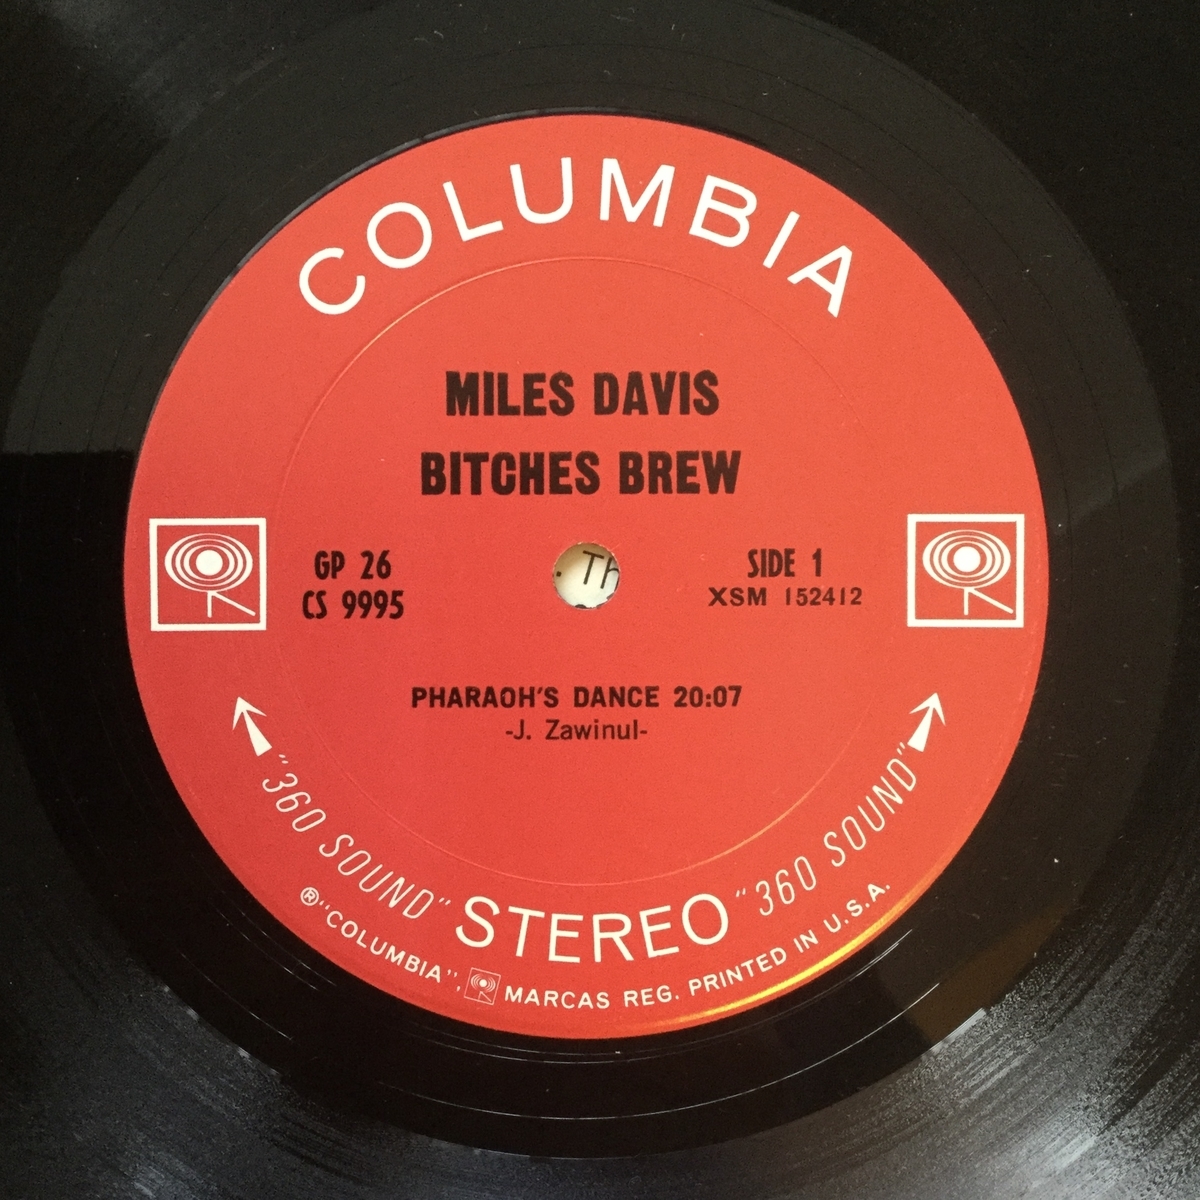 COLUMBIA
MILES DAVIS
BITCHES BREW
GP 26
CS 9995
. Th
SIDE 1
XSM 152412
PHARAOH'S DANCE 20:07
-J. Zawinul-
"360 SOUND" STEREO "360 SOUND"
®"COLUMBIA", MARCAS REG. PRINTED IN U.S.A.